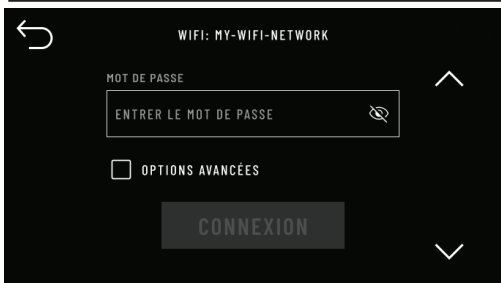 WIFI: MY-WIFI-NETWORK
MOT DE PASSE
ENTRER LE MOT DE PASSE
OPTIONS AVANCÉES
CONNEXION